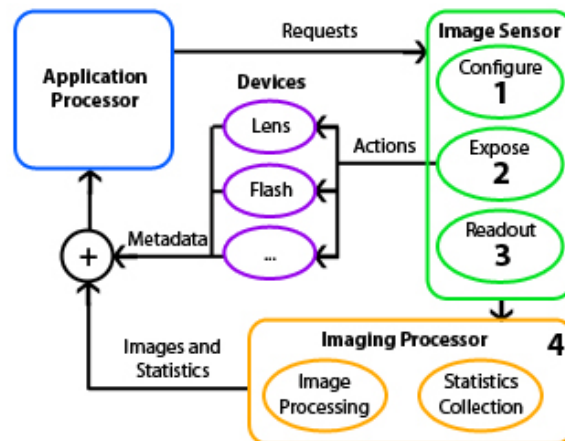 Requests
Image Sensor
Application
Processor
Configure
1
Devices
Lens
Actions
Expose
2
Flash
Readout
3
Metadata
...
+
Imaging Processor
4
Images and
Statistics
Image
Processing
Statistics
Collection